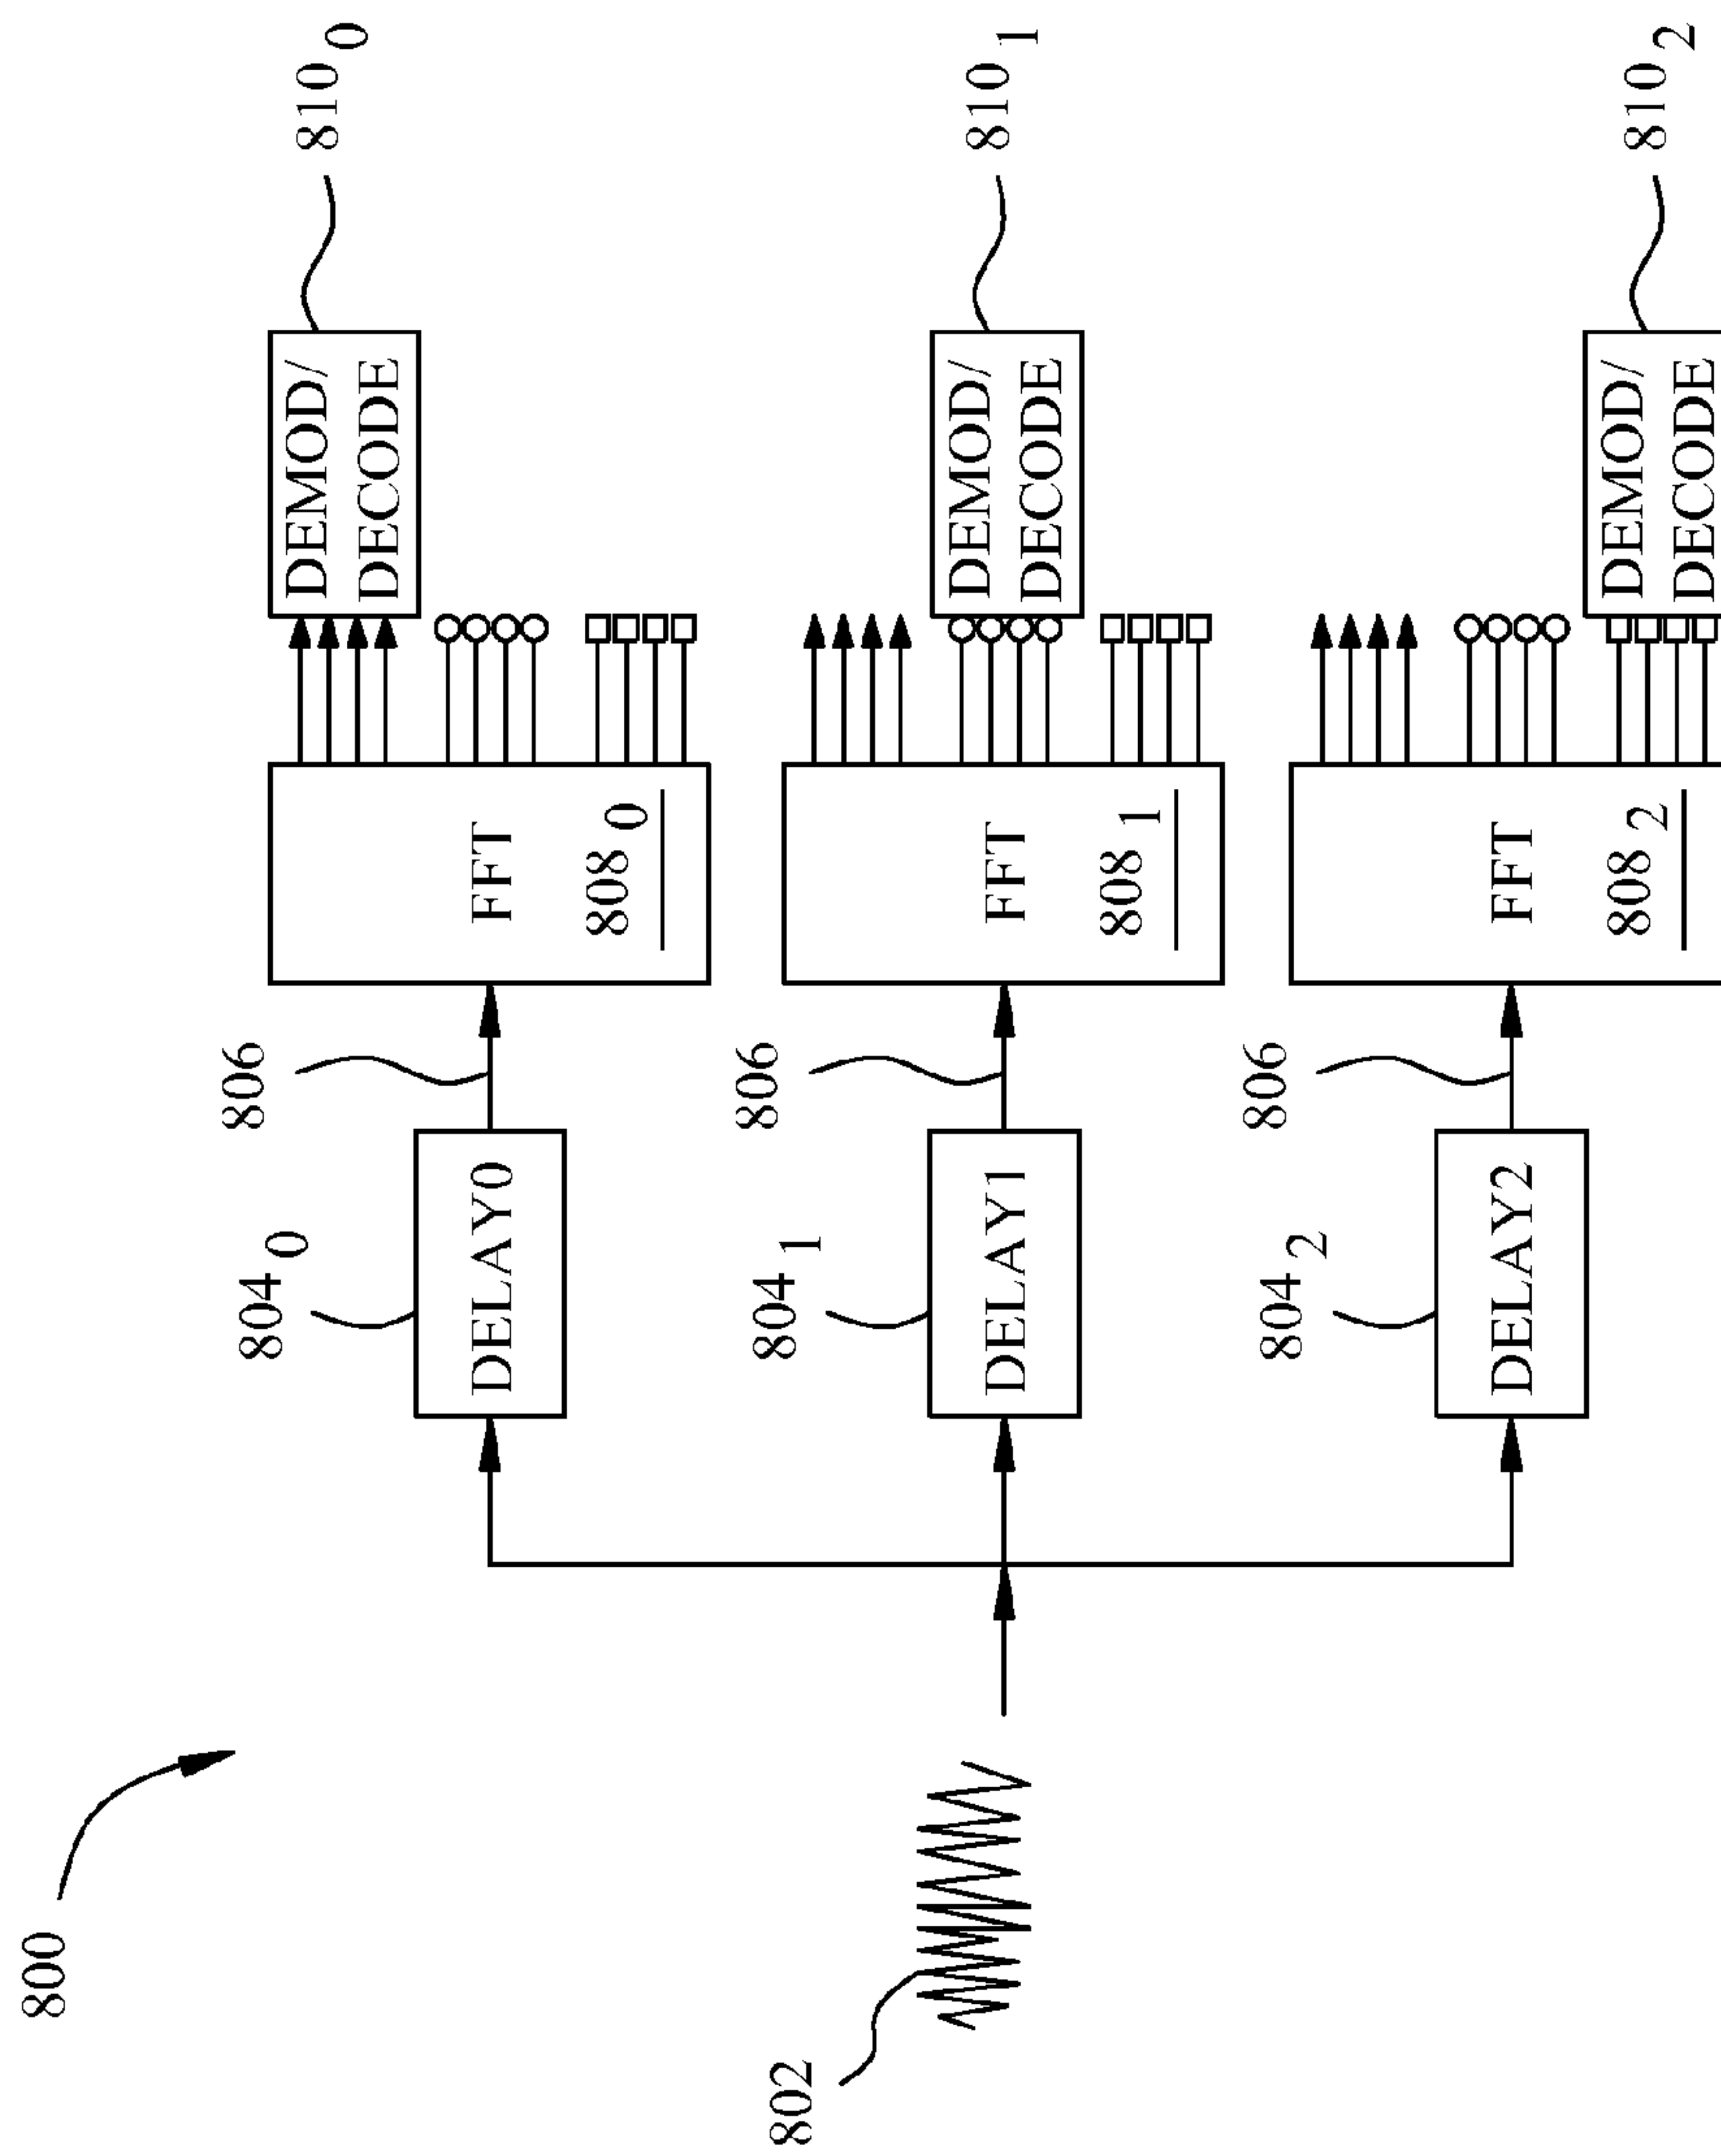 800
802
804 0
DELAY0
806
FFT
808 0
DEMOD/
DECODE
810 0
804 1
DELAY1
806
FFT
808 1
DEMOD/
DECODE
810 1
804 2
DELAY2
806
FFT
808 2
DEMOD/
DECODE
810 2